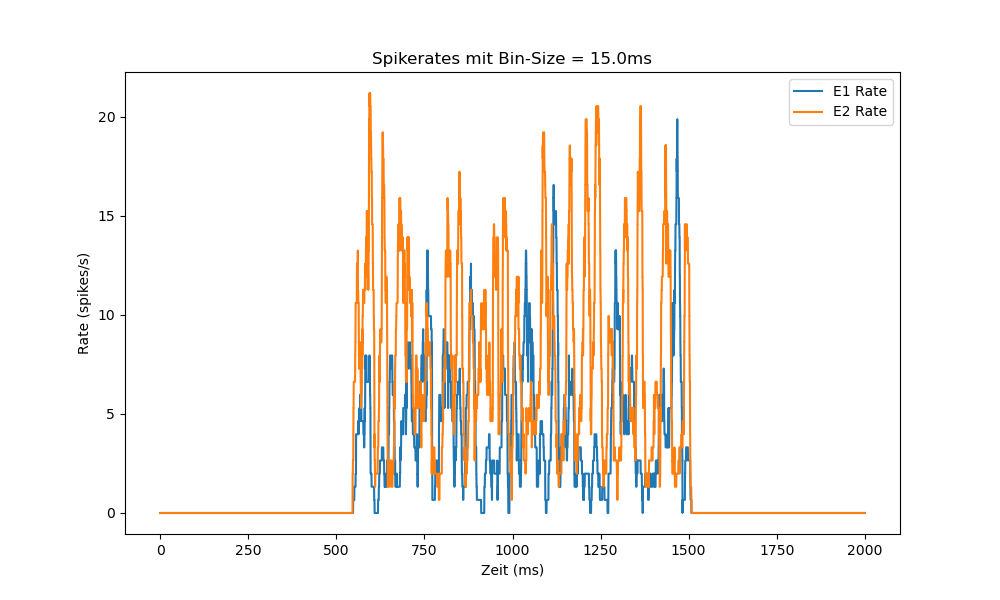 Spikerates mit Bin-Size = 15.0ms
E1 Rate
E2 Rate
Rate (spikes/s)
20
15
10
5
0
0 250 500 750 1000 1250 1500 1750 2000
Zeit (ms)